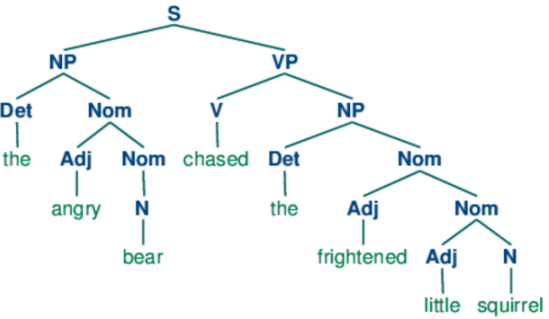 S
NP VP
Det Nom V NP
the Adj Nom chased Det Nom
angry N the Adj Nom
bear frightened Adj N
little squirrel